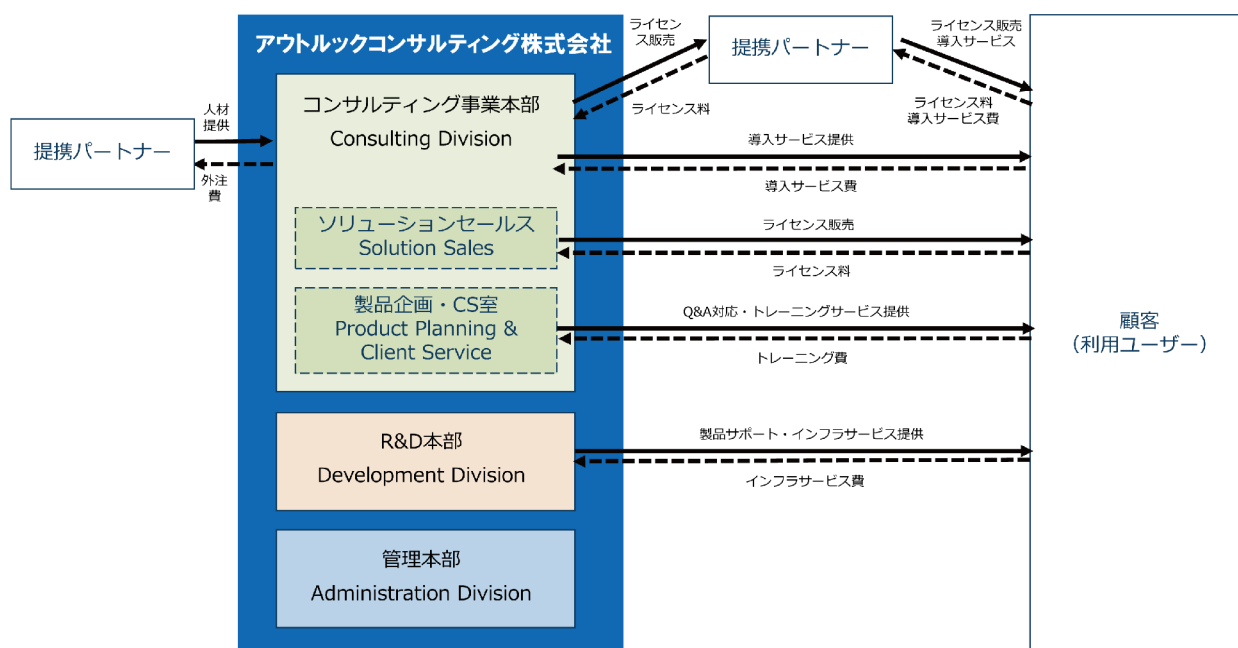 アウトルックコンサルティング株式会社
コンサルティング事業本部
Consulting Division
ソリューションセールス
Solution Sales
製品企画・CS室
Product Planning &
Client Service
R&D本部
Development Division
管理本部
Administration Division
提携パートナー
人材
提供
外注
費
ライセン
ス販売
ライセンス料
提携パートナー
ライセンス販売
導入サービス
ライセンス料
導入サービス費
導入サービス提供
導入サービス費
ライセンス販売
ライセンス料
Q&A対応・トレーニングサービス提供
トレーニング費
製品サポート・インフラサービス提供
インフラサービス費
顧客
（利用ユーザー）